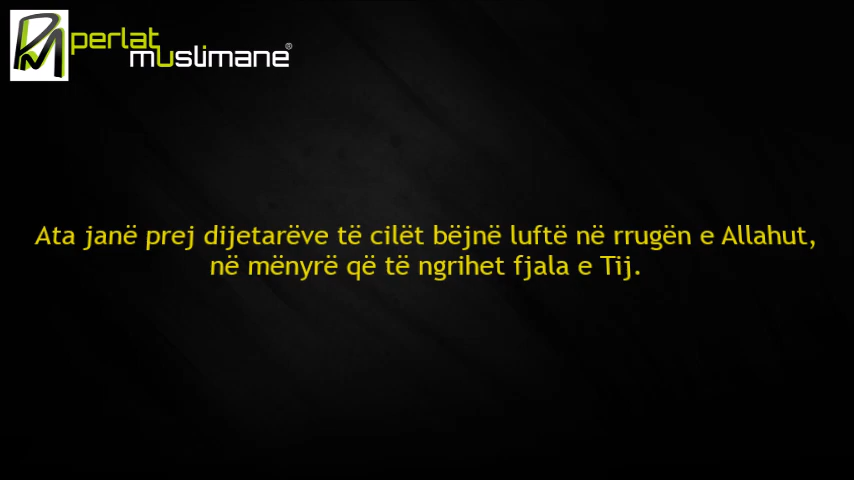 perlat
muslimane®
Ata janë prej dijetarëve të cilët bëjnë luftë në rrugën e Allahut,
në mënyrë që të ngrihet fjala e Tij.